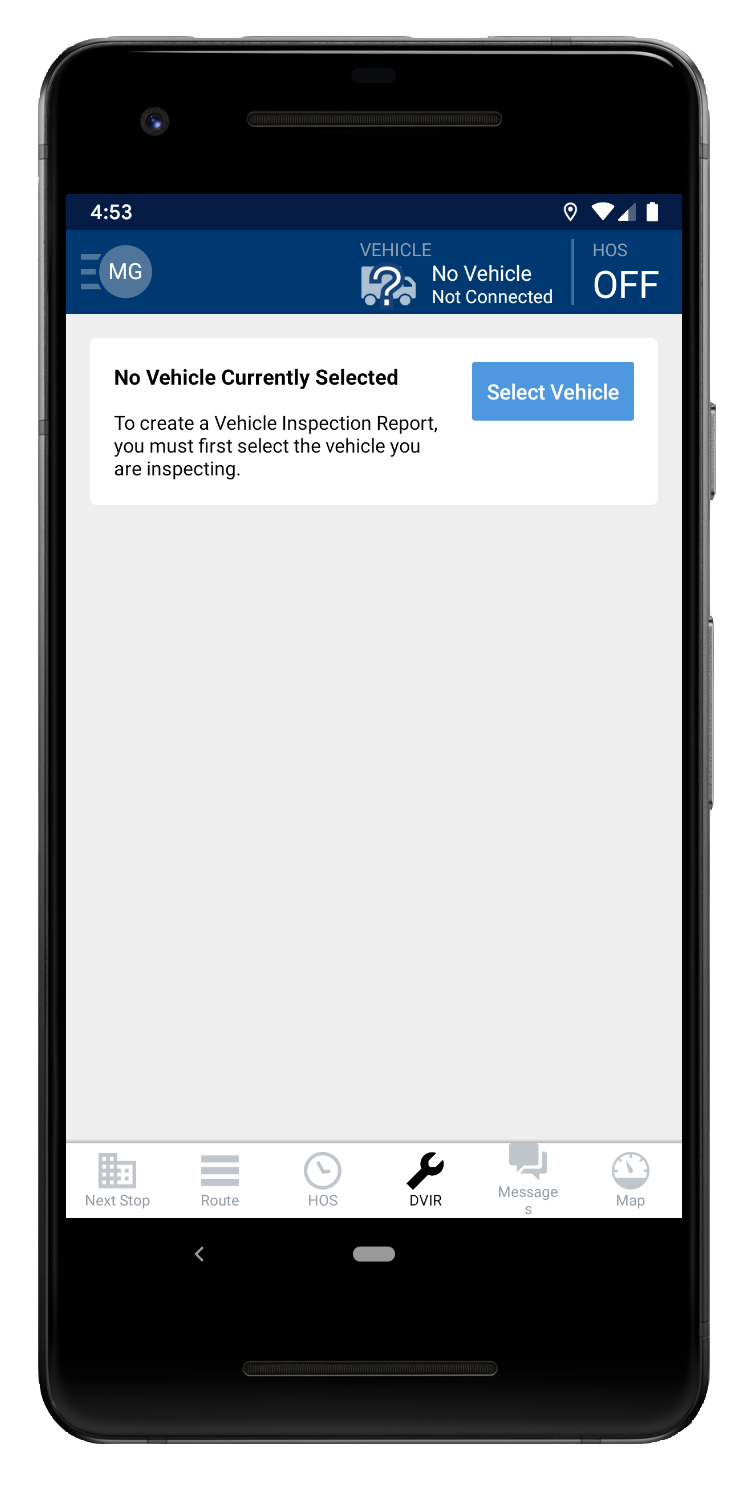 4:53
MG
VEHICLE
?
No Vehicle
Not Connected
HOS
OFF
No Vehicle Currently Selected
Select Vehicle
To create a Vehicle Inspection Report,
you must first select the vehicle you
are inspecting.
Next Stop
Route
HOS
DVIR
Message
s
Map